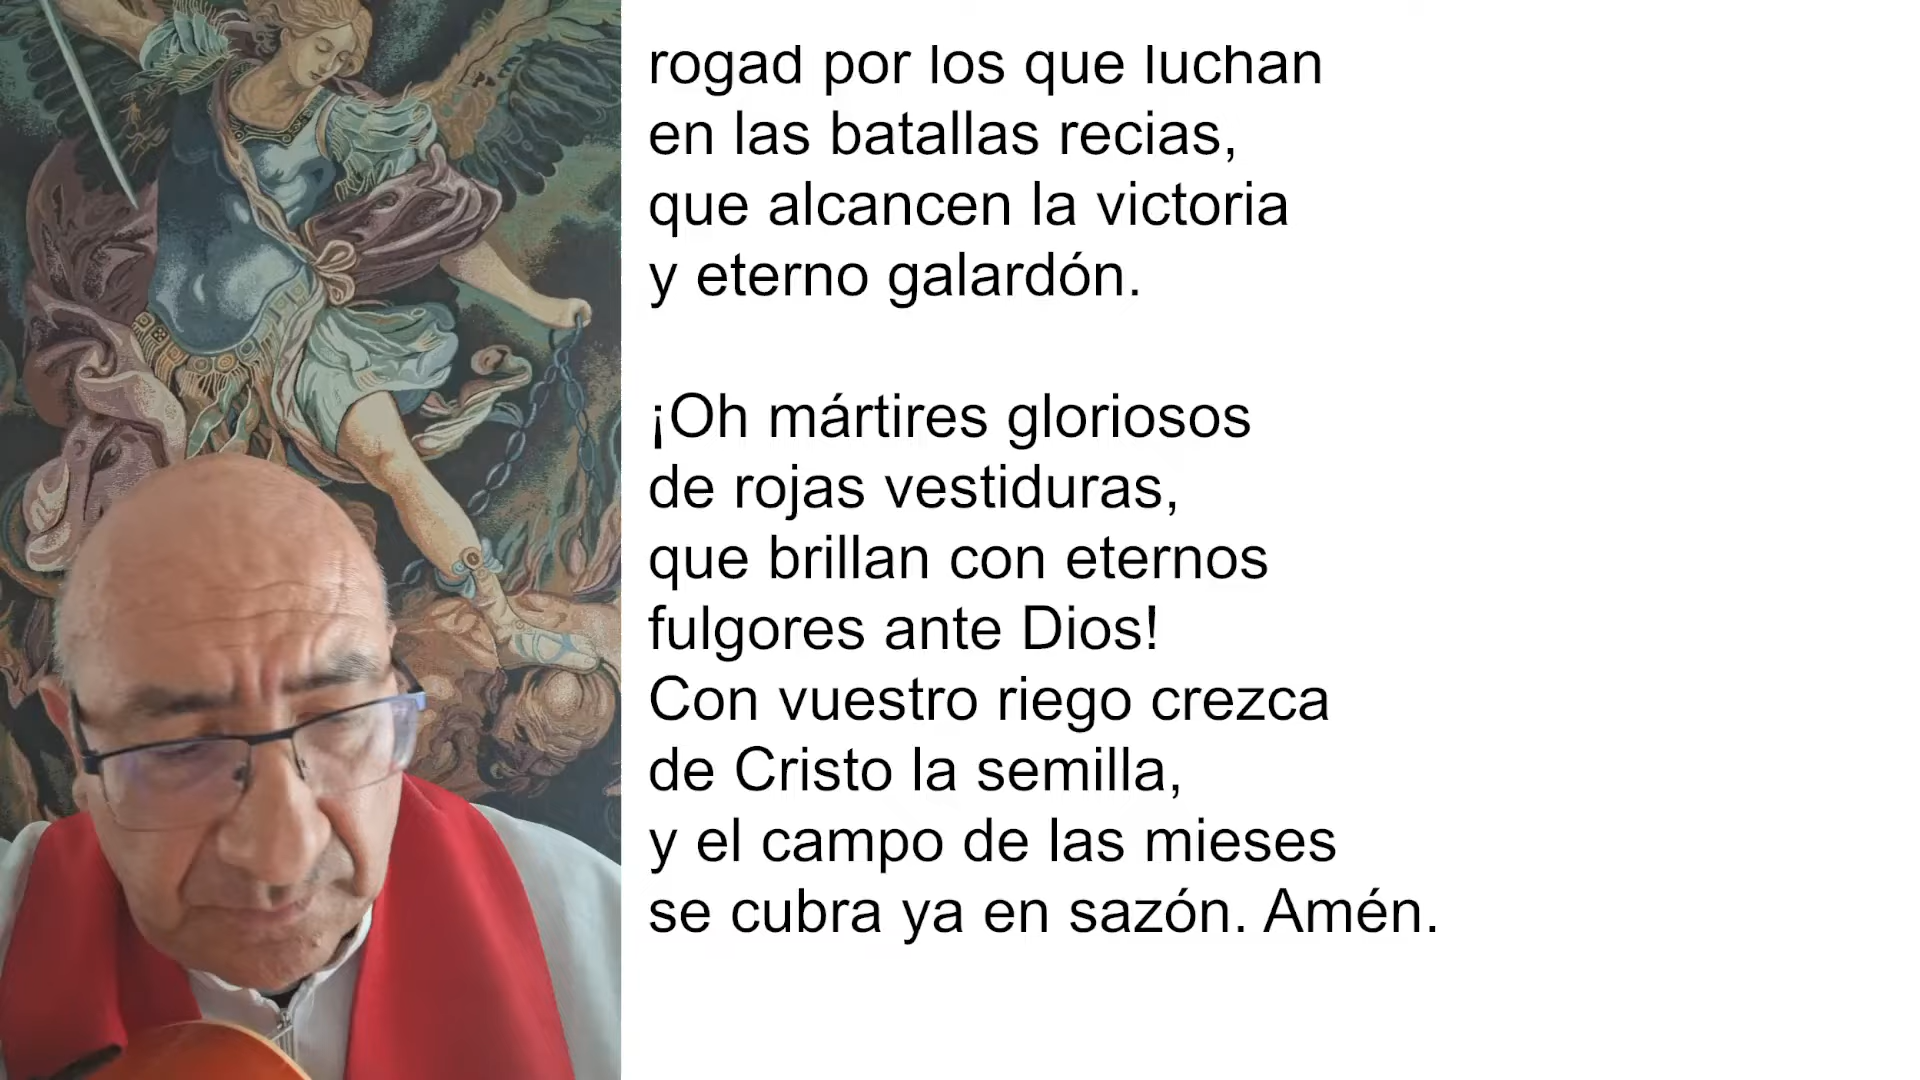 rogad por los que luchan
en las batallas recias,
que alcancen la victoria
y eterno galardón.
¡Oh mártires gloriosos
de rojas vestiduras,
que brillan con eternos
fulgores ante Dios!
Con vuestro riego crezca
de Cristo la semilla,
y el campo de las mieses
se cubra ya en sazón. Amén.